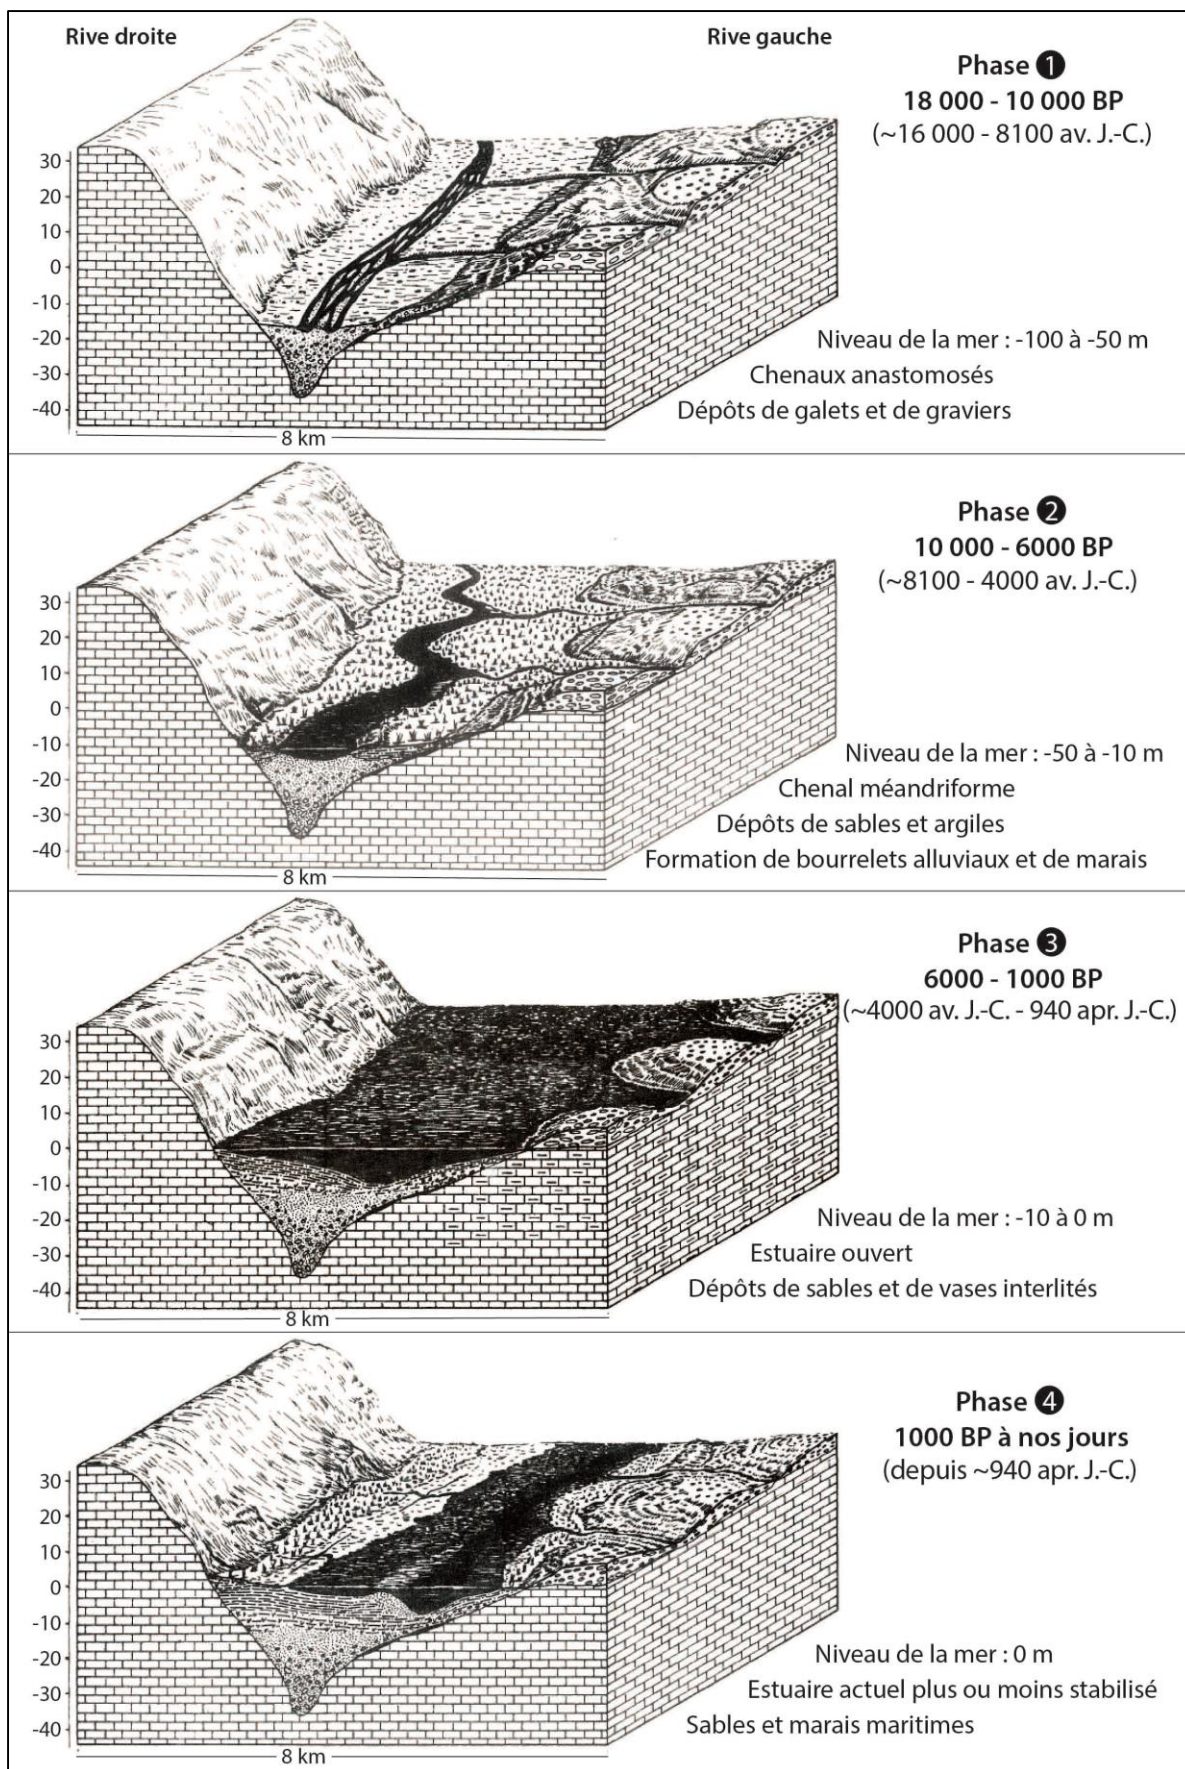 Rive droite
Rive gauche
Phase ❶
18 000 - 10 000 BP
(~16 000 - 8100 av. J.-C.)
30
20
10
0
-10
-20
-30
-40
Niveau de la mer : -100 à -50 m
Chenaux anastomosés
Dépôts de galets et de graviers
8 km
Phase ❷
10 000 - 6000 BP
(~8100 - 4000 av. J.-C.)
30
20
10
0
-10
-20
-30
-40
Niveau de la mer : -50 à -10 m
Chenal méandriforme
Dépôts de sables et argiles
Formation de bourrelets alluviaux et de marais
8 km
Phase ❸
6000 - 1000 BP
(~4000 av. J.-C. - 940 apr. J.-C.)
30
20
10
0
-10
-20
-30
-40
Niveau de la mer : -10 à 0 m
Estuaire ouvert
Dépôts de sables et de vases interlités
8 km
Phase ❹
1000 BP à nos jours
(depuis ~940 apr. J.-C.)
30
20
10
0
-10
-20
-30
-40
Niveau de la mer : 0 m
Estuaire actuel plus ou moins stabilisé
Sables et marais maritimes
8 km